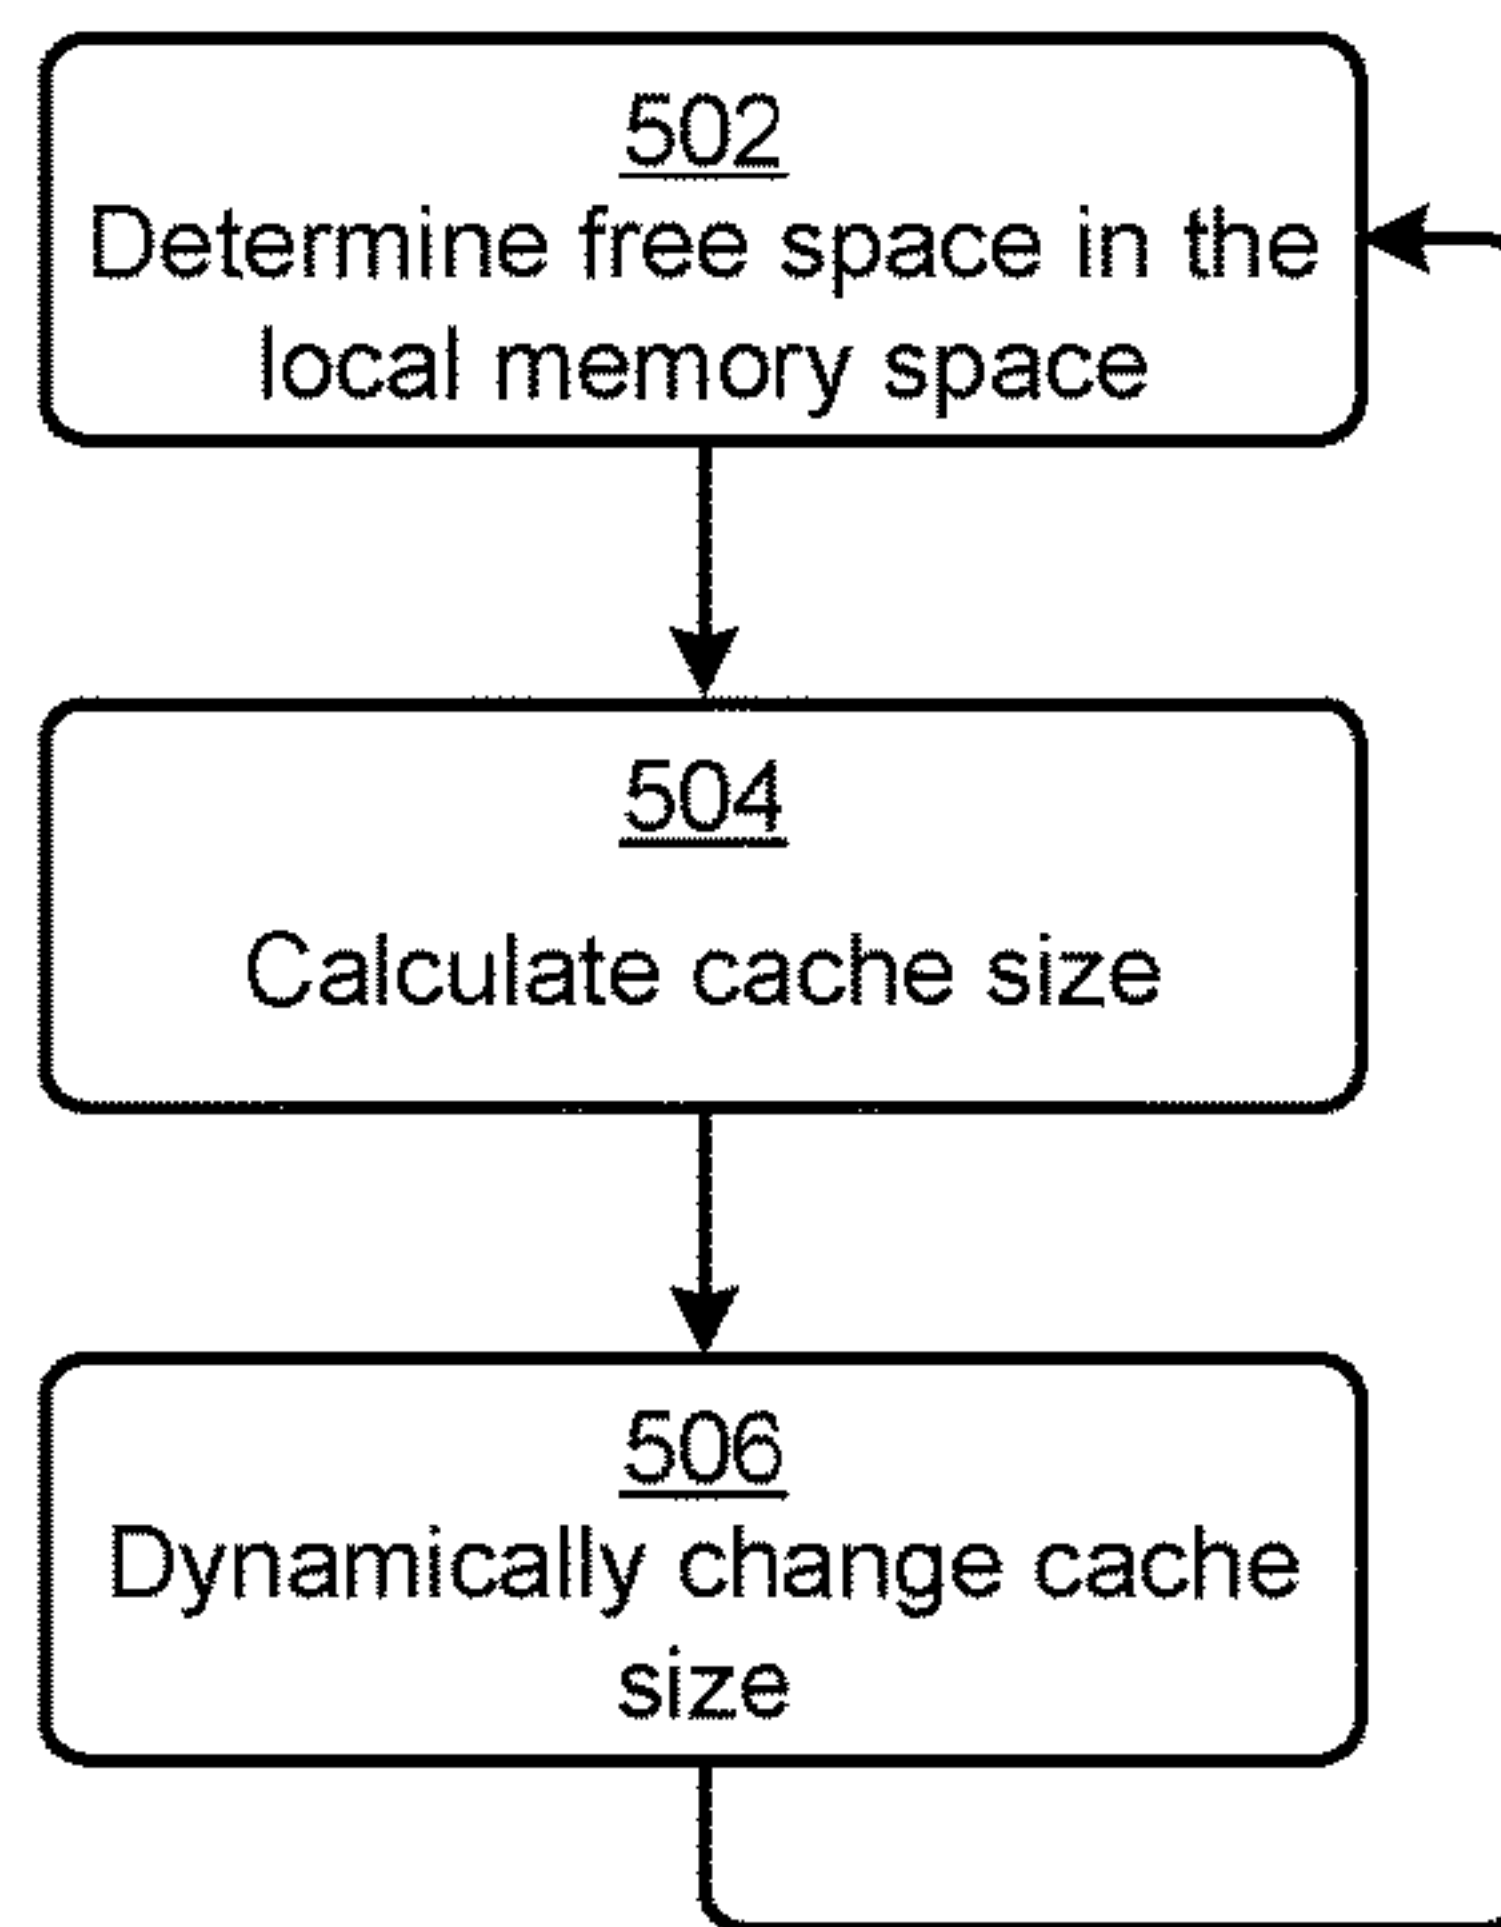 502
Determine free space in the
local memory space
504
Calculate cache size
506
Dynamically change cache
size